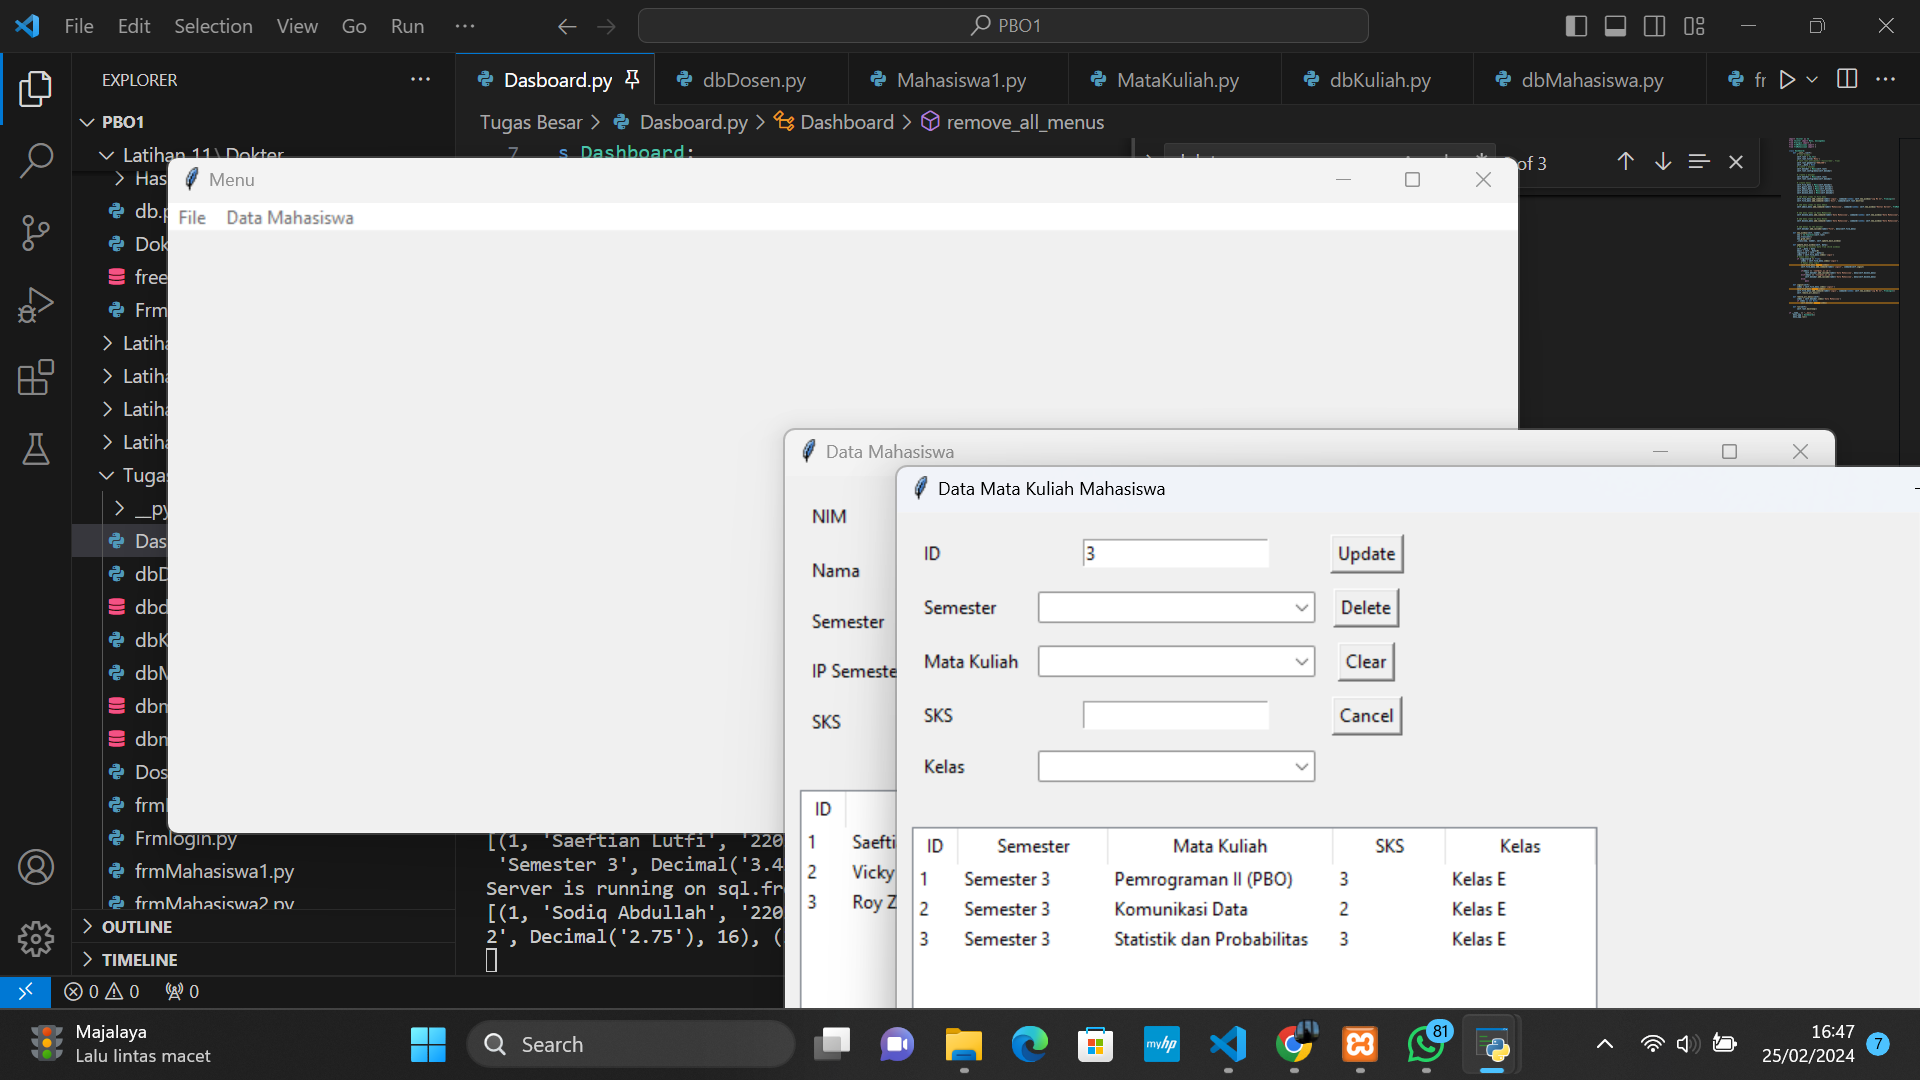 File Edit Selection View Go Run ···
PBO1
EXPLORER
Dasboard.py dbDosen.py Mahasiswa1.py MataKuliah.py dbKuliah.py dbMahasiswa.py fr
PBO1
Tugas Besar > Dasboard.py > Dashboard > remove_all_menus
Latihan 11\Dokter
7 s Dashboard:
of 3
Has
db.p
Dok
free
Frm
Latiha
Latiha
Latiha
Latiha
Tugas
__py
Das
dbD
dbd
dbK
dbM
dbm
dbm
Dos
frm
Frmlogin.py
frmMahasiswa1.py
frmMahasiswa2.py
OUTLINE
TIMELINE
Menu
File Data Mahasiswa
Data Mahasiswa
NIM
Nama
Semester
IP Semeste
SKS
ID
1 Saefti
2 Vicky
3 Roy Z
Data Mata Kuliah Mahasiswa
ID 3 Update
Semester Delete
Mata Kuliah Clear
SKS Cancel
Kelas
ID Semester Mata Kuliah SKS Kelas
1 Semester 3 Pemrograman II (PBO) 3 Kelas E
2 Semester 3 Komunikasi Data 2 Kelas E
3 Semester 3 Statistik dan Probabilitas 3 Kelas E
[(1, 'Saeftian Lutfi', '220
'Semester 3', Decimal('3.4
Server is running on sql.fr
[(1, 'Sodiq Abdullah', '220
2', Decimal('2.75'), 16), (
0 0 0
Majalaya
Lalu lintas macet
Search
myhp
81
16:47
25/02/2024
7